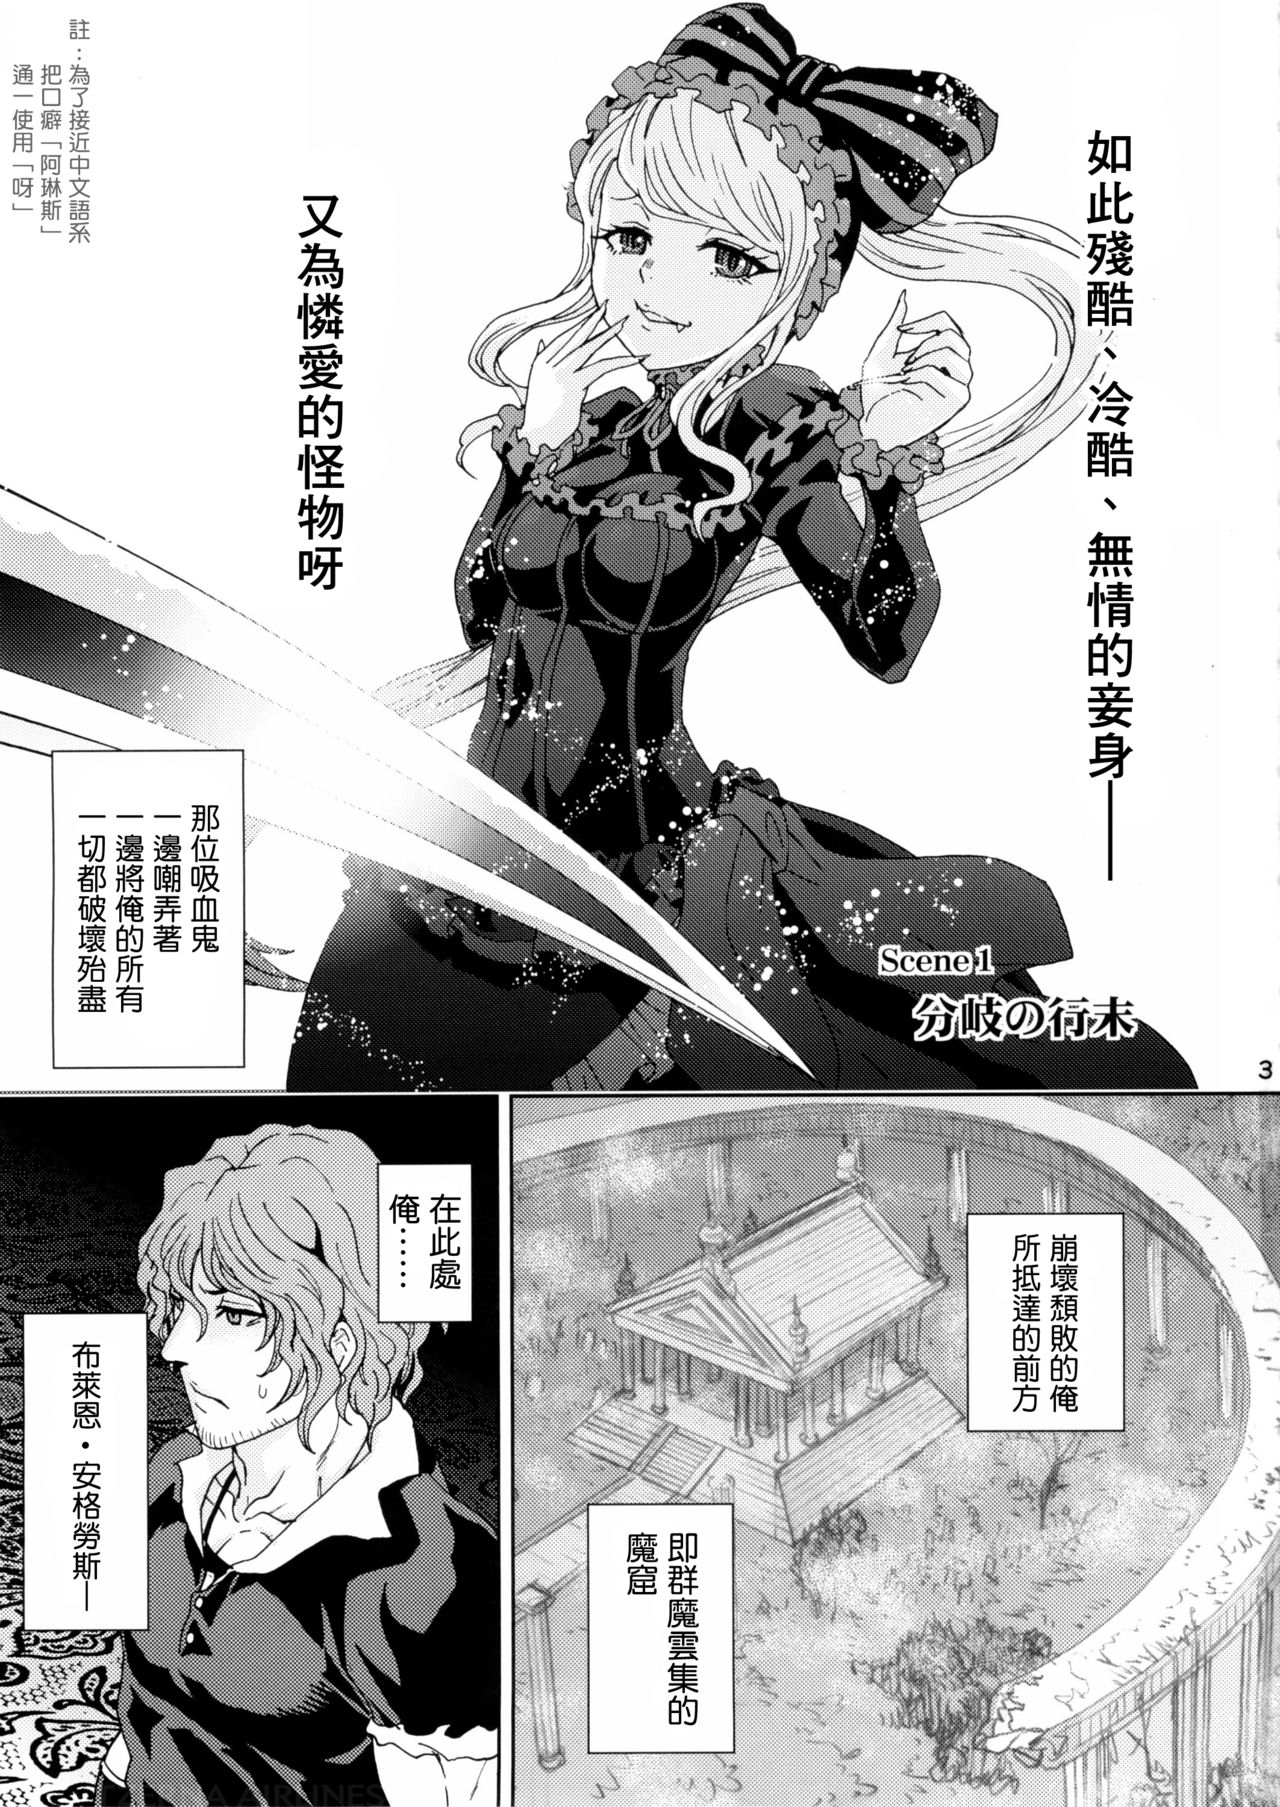 如此殘酷、冷酷、無情的妾身——
又為憐愛的怪物呀
註：為了接近中文語系
把口癖「阿琳斯」
通一使用「呀」
Scene 1
分岐の行末
那位吸血鬼
一邊嘲弄著
一邊將俺的所有
一切都破壞殆盡
3
崩壞頹敗的俺
所抵達的前方
即群魔雲集的
魔窟
在此處
俺……
布萊恩・安格勞斯—